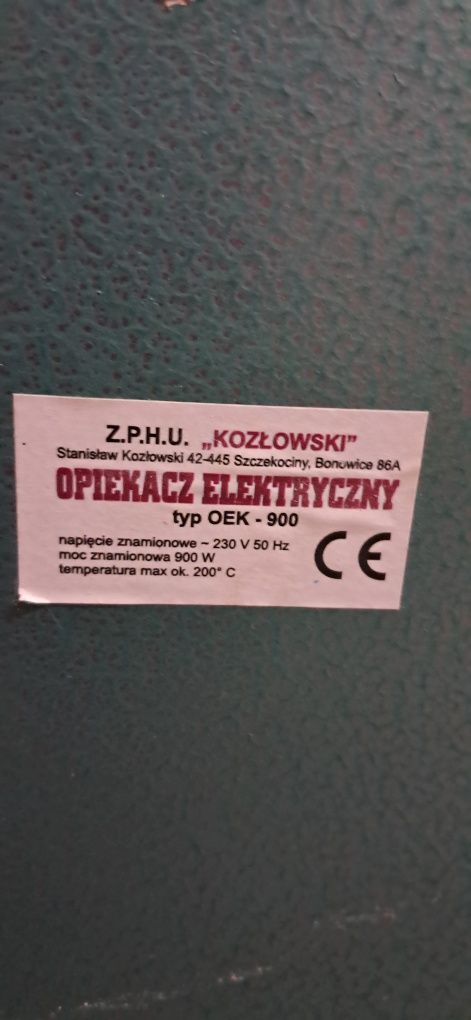 Z.P.H.U. „KOZŁOWSKI”
Stanisław Kozłowski 42-445 Szczekociny, Bonowice 86A
OPIEKACZ ELEKTRYCZNY
typ OEK - 900
napięcie znamionowe ~ 230 V 50 Hz
moc znamionowa 900 W
temperatura max ok. 200° C
CE